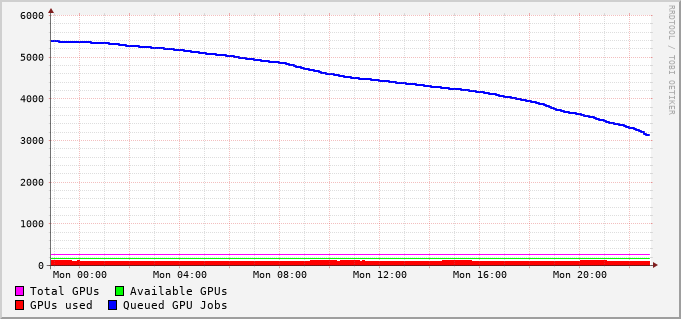 6000
5000
4000
3000
2000
1000
0
Mon 00:00 Mon 04:00 Mon 08:00 Mon 12:00 Mon 16:00 Mon 20:00
Total GPUs Available GPUs
GPUs used Queued GPU Jobs
RRDTOOL / TOBI OETIKER